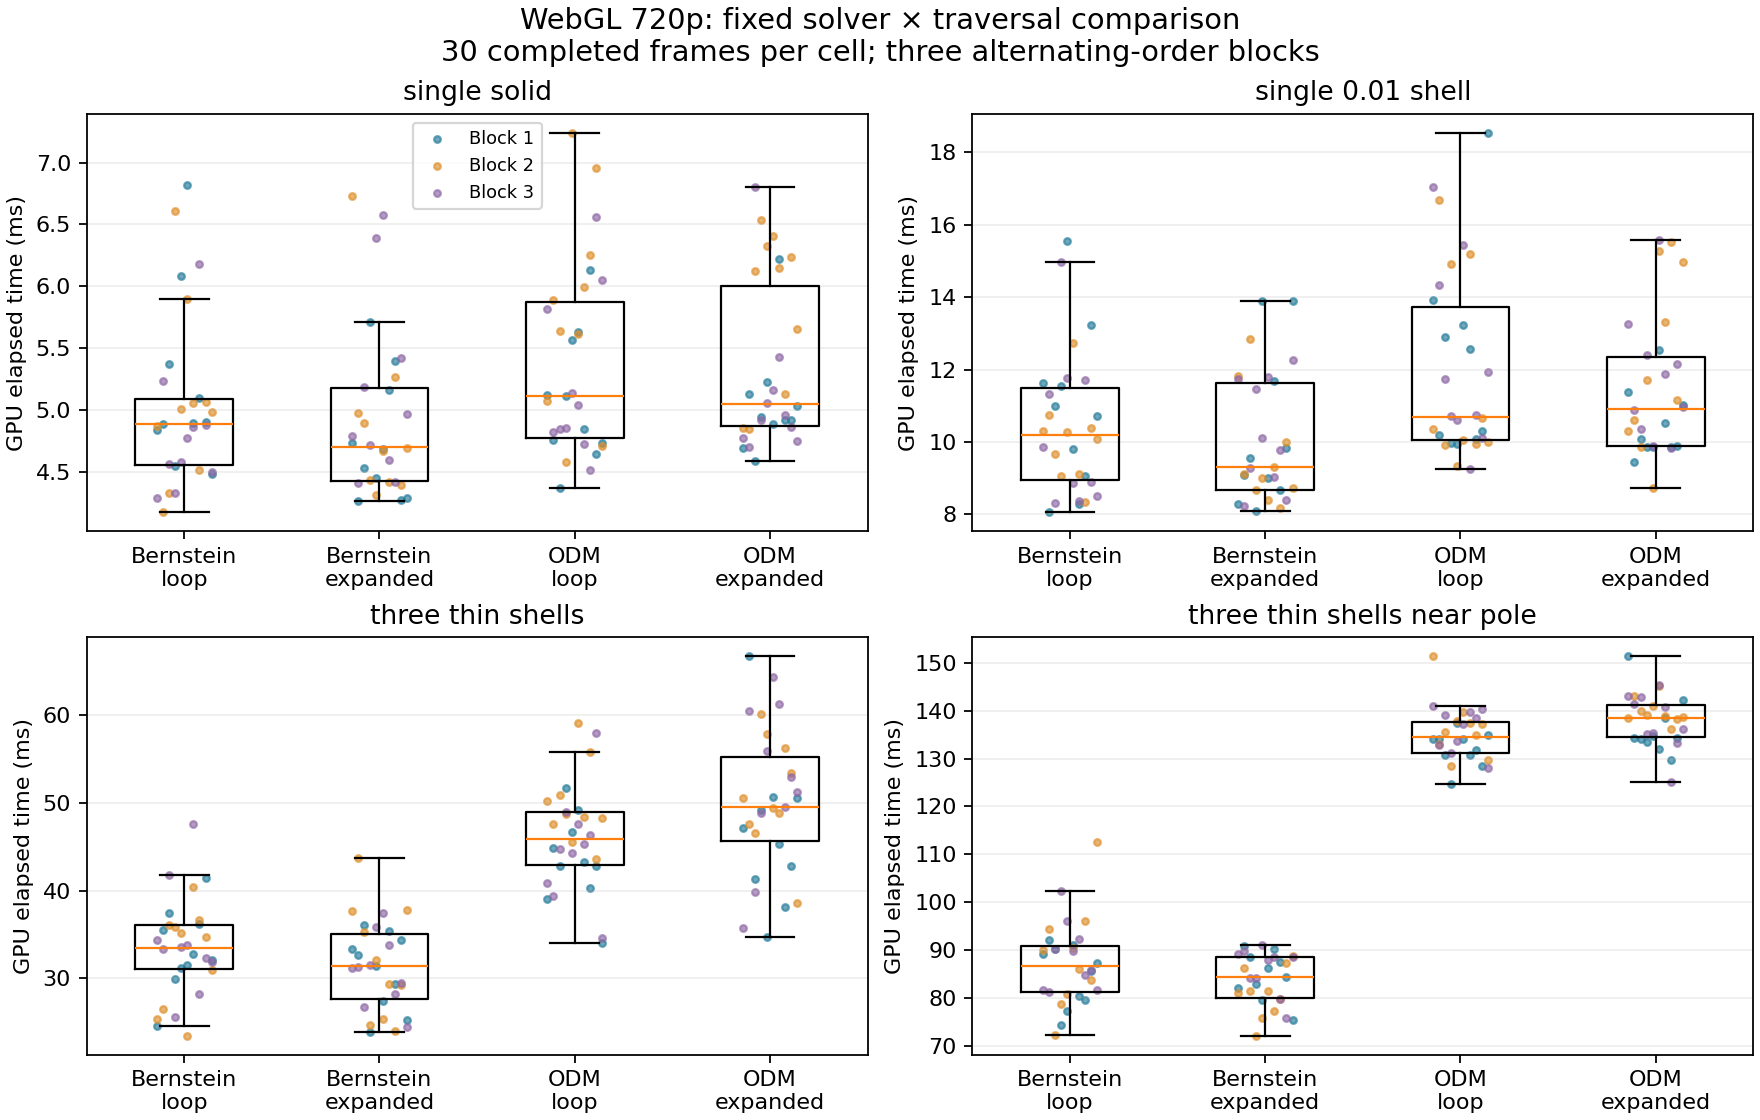 WebGL 720p: fixed solver × traversal comparison
30 completed frames per cell; three alternating-order blocks
single solid
GPU elapsed time (ms)
7.0
6.5
6.0
5.5
5.0
4.5
Block 1
Block 2
Block 3
Bernstein
loop
Bernstein
expanded
ODM
loop
ODM
expanded
single 0.01 shell
GPU elapsed time (ms)
18
16
14
12
10
8
Bernstein
loop
Bernstein
expanded
ODM
loop
ODM
expanded
three thin shells
GPU elapsed time (ms)
60
50
40
30
Bernstein
loop
Bernstein
expanded
ODM
loop
ODM
expanded
three thin shells near pole
GPU elapsed time (ms)
150
140
130
120
110
100
90
80
70
Bernstein
loop
Bernstein
expanded
ODM
loop
ODM
expanded